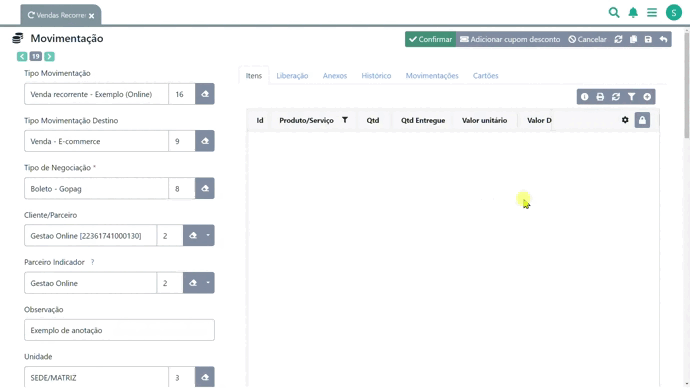 Vendas Recorre
S
Movimentação
Confirmar
Adicionar cupom desconto
Cancelar
19
Tipo Movimentação
Venda recorrente - Exemplo (Online)
16
Tipo Movimentação Destino
Venda - E-commerce
9
Tipo de Negociação *
Boleto - Gopag
8
Cliente/Parceiro
Gestao Online [22361741000130]
2
Parceiro Indicador ?
Gestao Online
2
Observação
Exemplo de anotação
Unidade
SEDE/MATRIZ
3
Itens Liberação Anexos Histórico Movimentações Cartões
Id Produto/Serviço Qtd Qtd Entregue Valor unitário Valor D